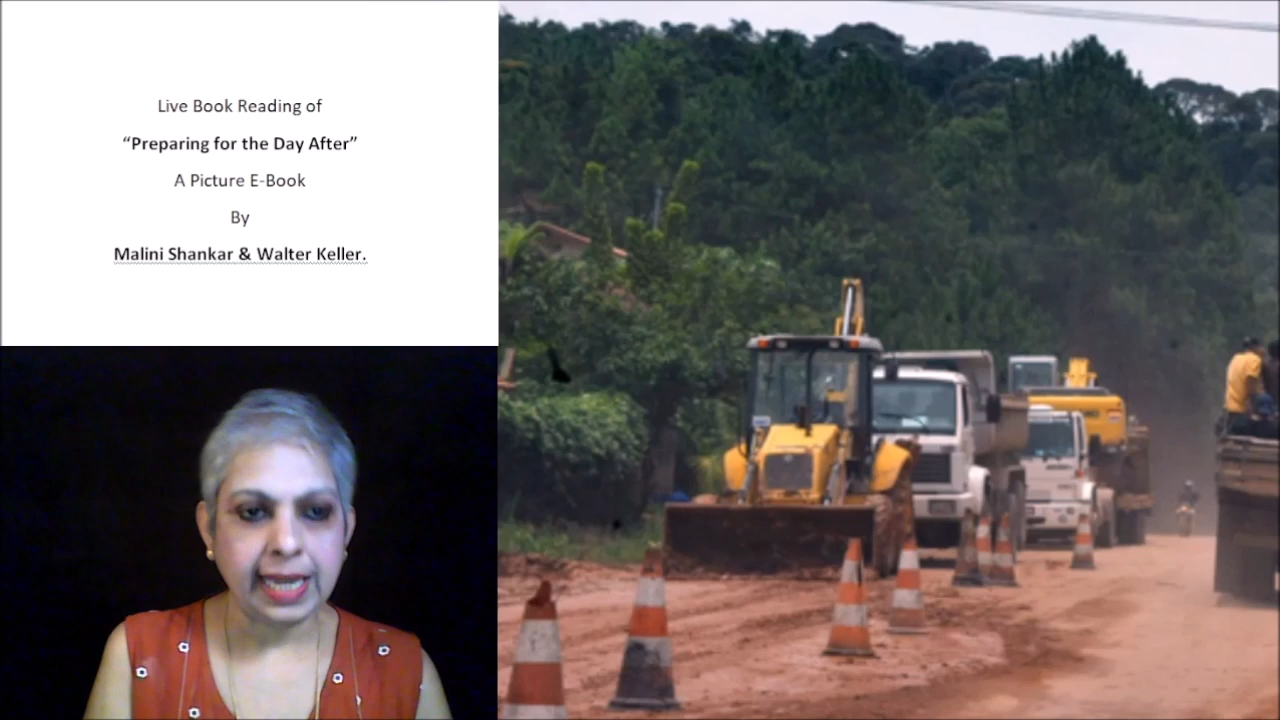 Live Book Reading of
“Preparing for the Day After”
A Picture E-Book
By
Malini Shankar & Walter Keller.